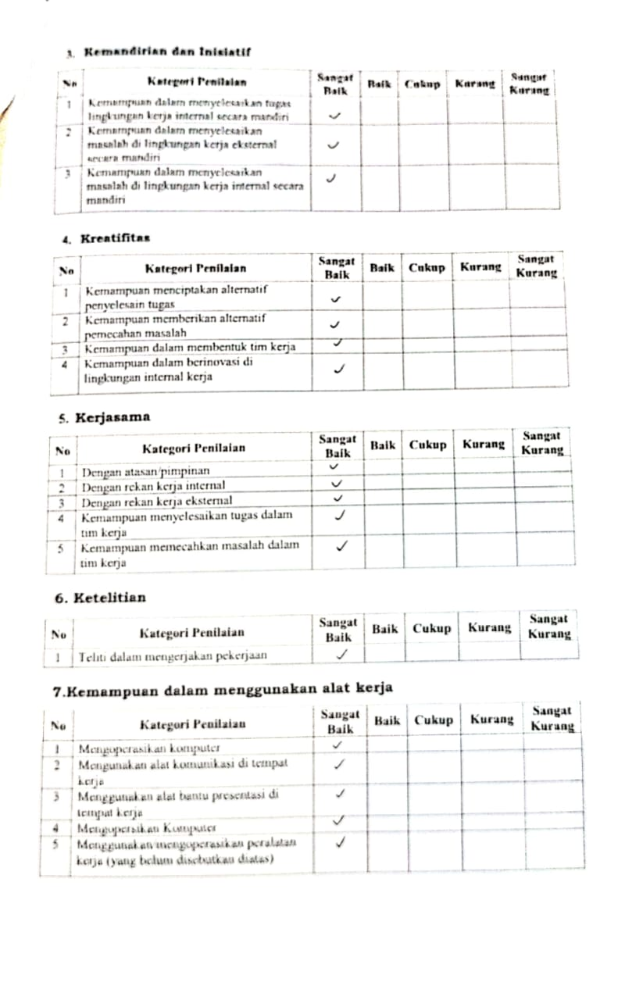 3. Kemandirian dan Inisiatif
No Kategori Penilaian Sangat Baik Baik Cukup Kurang Sangat Kurang
1 Kemampuan dalam menyelesaikan tugas
lingkungan kerja internal secara mandiri ✓
2 Kemampuan dalam menyelesaikan
masalah di lingkungan kerja eksternal ✓
secara mandiri
3 Kemampuan dalam menyelesaikan
masalah di lingkungan kerja internal secara ✓
mandiri
4. Kreatifitas
No Kategori Penilaian Sangat Baik Baik Cukup Kurang Sangat Kurang
1 Kemampuan menciptakan alternatif
penyelesain tugas ✓
2 Kemampuan memberikan alternatif
pemecahan masalah ✓
3 Kemampuan dalam membentuk tim kerja ✓
4 Kemampuan dalam berinovasi di
lingkungan internal kerja ✓
5. Kerjasama
No Kategori Penilaian Sangat Baik Baik Cukup Kurang Sangat Kurang
1 Dengan atasan/pimpinan ✓
2 Dengan rekan kerja internal ✓
3 Dengan rekan kerja eksternal ✓
4 Kemampuan menyelesaikan tugas dalam ✓
tim kerja
5 Kemampuan memecahkan masalah dalam ✓
tim kerja
6. Ketelitian
No Kategori Penilaian Sangat Baik Baik Cukup Kurang Sangat Kurang
1 Teliti dalam mengerjakan pekerjaan ✓
7.Kemampuan dalam menggunakan alat kerja
No Kategori Penilaian Sangat Baik Baik Cukup Kurang Sangat Kurang
1 Mengoperasikan komputer ✓
2 Mengunakan alat komunikasi di tempat ✓
kerja
3 Menggunakan alat bantu presentasi di ✓
tempat kerja
4 Mengopersikan Komputer ✓
5 Menggunakan mengoperasikan peralatan ✓
kerja (yang belum disebutkan diatas)